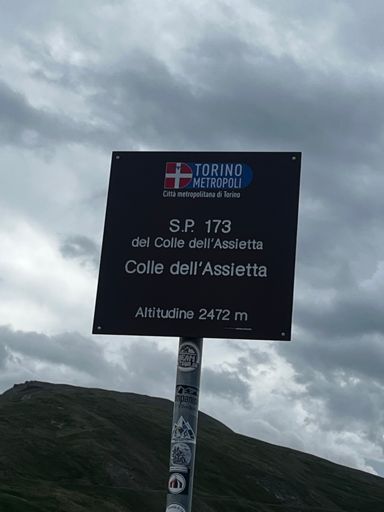 TORINO
METROPOLI
Città metropolitana di Torino
S.P. 173
del Colle dell'Assietta
Colle dell'Assietta
Altitudine 2472 m